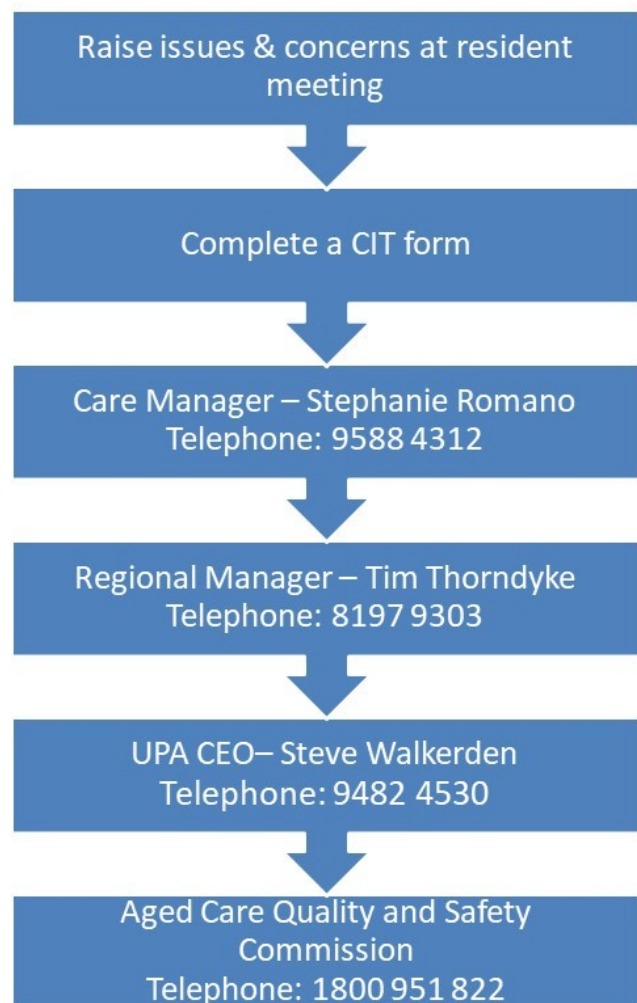 Raise issues & concerns at resident
meeting
Complete a CIT form
Care Manager – Stephanie Romano
Telephone: 9588 4312
Regional Manager – Tim Thorndyke
Telephone: 8197 9303
UPA CEO– Steve Walkerden
Telephone: 9482 4530
Aged Care Quality and Safety
Commission
Telephone: 1800 951 822